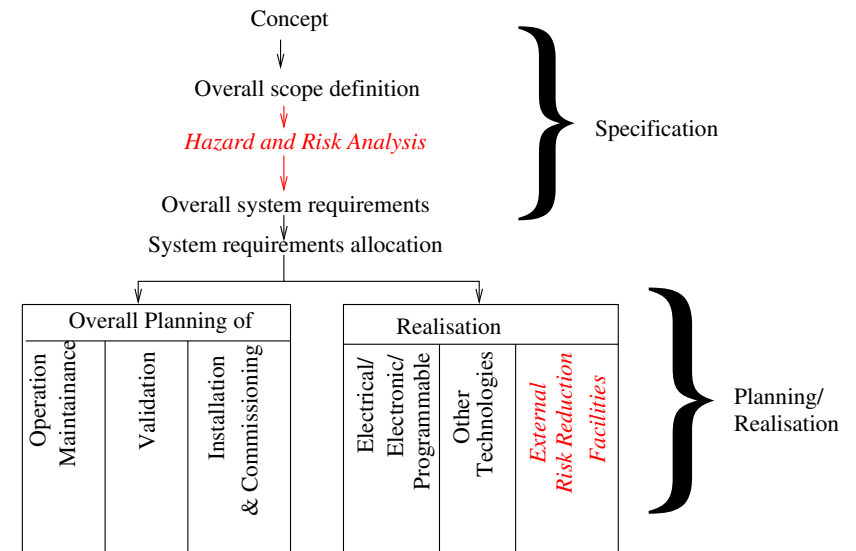 Concept
Overall scope definition
Hazard and Risk Analysis
Specification
Overall system requirements
System requirements allocation
Overall Planning of
Operation
Maintainance
Validation
Installation
& Commissioning
Realisation
Electrical/
Electronic/
Programmable
Other
Technologies
External
Risk Reduction
Facilities
Planning/
Realisation